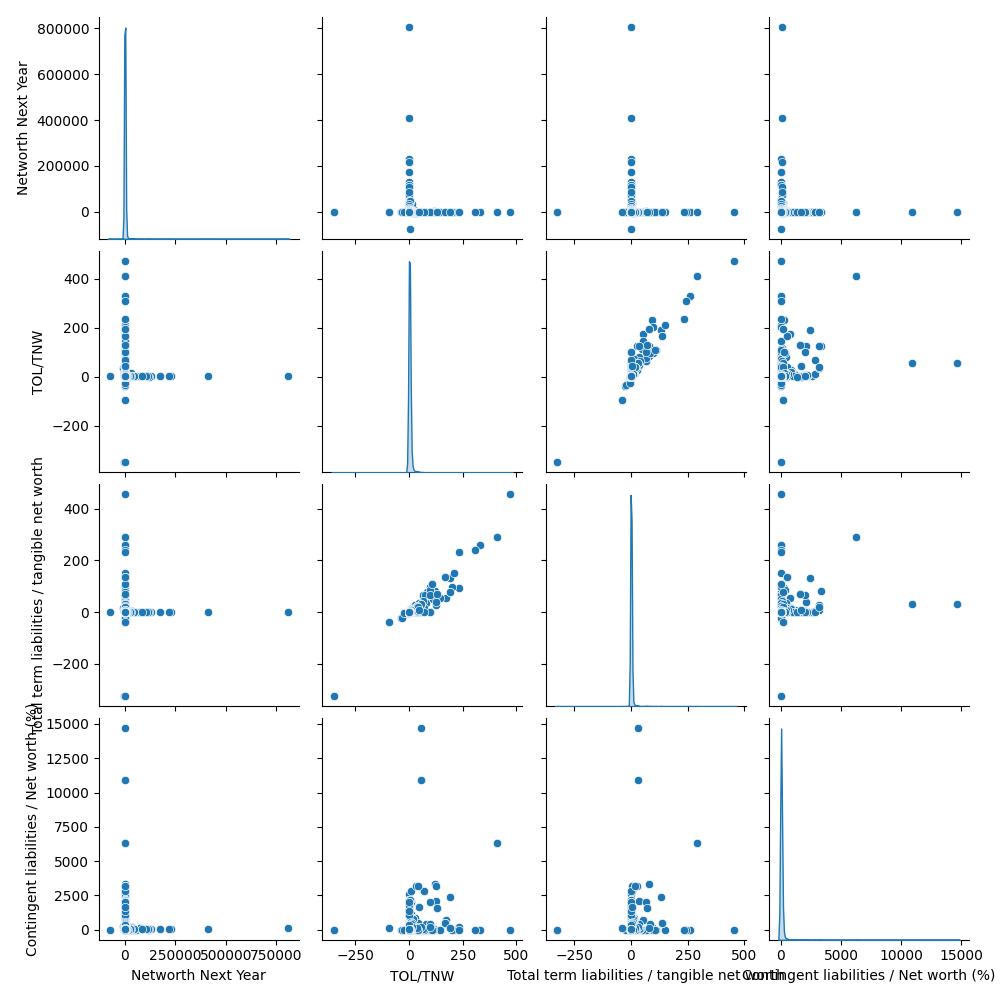 800000
600000
400000
200000
0
Networth Next Year
400
200
0
−200
TOL/TNW
400
200
0
−200
Total term liabilities / tangible net worth
15000
12500
10000
7500
5000
2500
0
Contingent liabilities / Net worth (%)
0 250000 500000 750000
Networth Next Year
−250 0 250 500
TOL/TNW
−250 0 250 500
Total term liabilities / tangible net worth
0 5000 10000 15000
Contingent liabilities / Net worth (%)